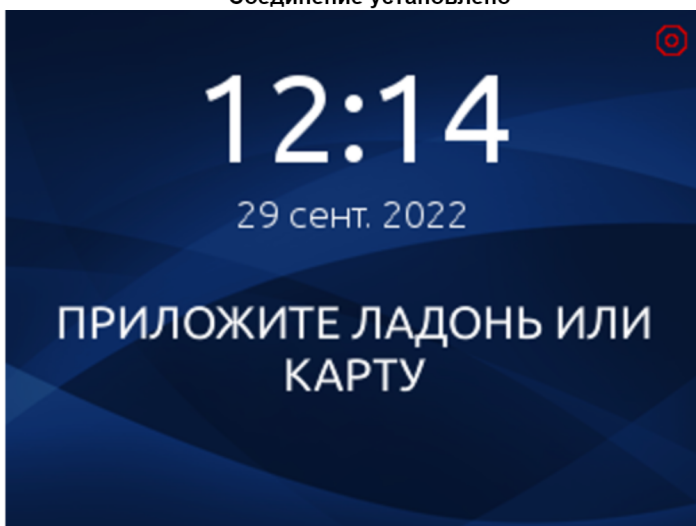 Соединение установлено
12:14
29 сент. 2022
ПРИЛОЖИТЕ ЛАДОНЬ ИЛИ
КАРТУ